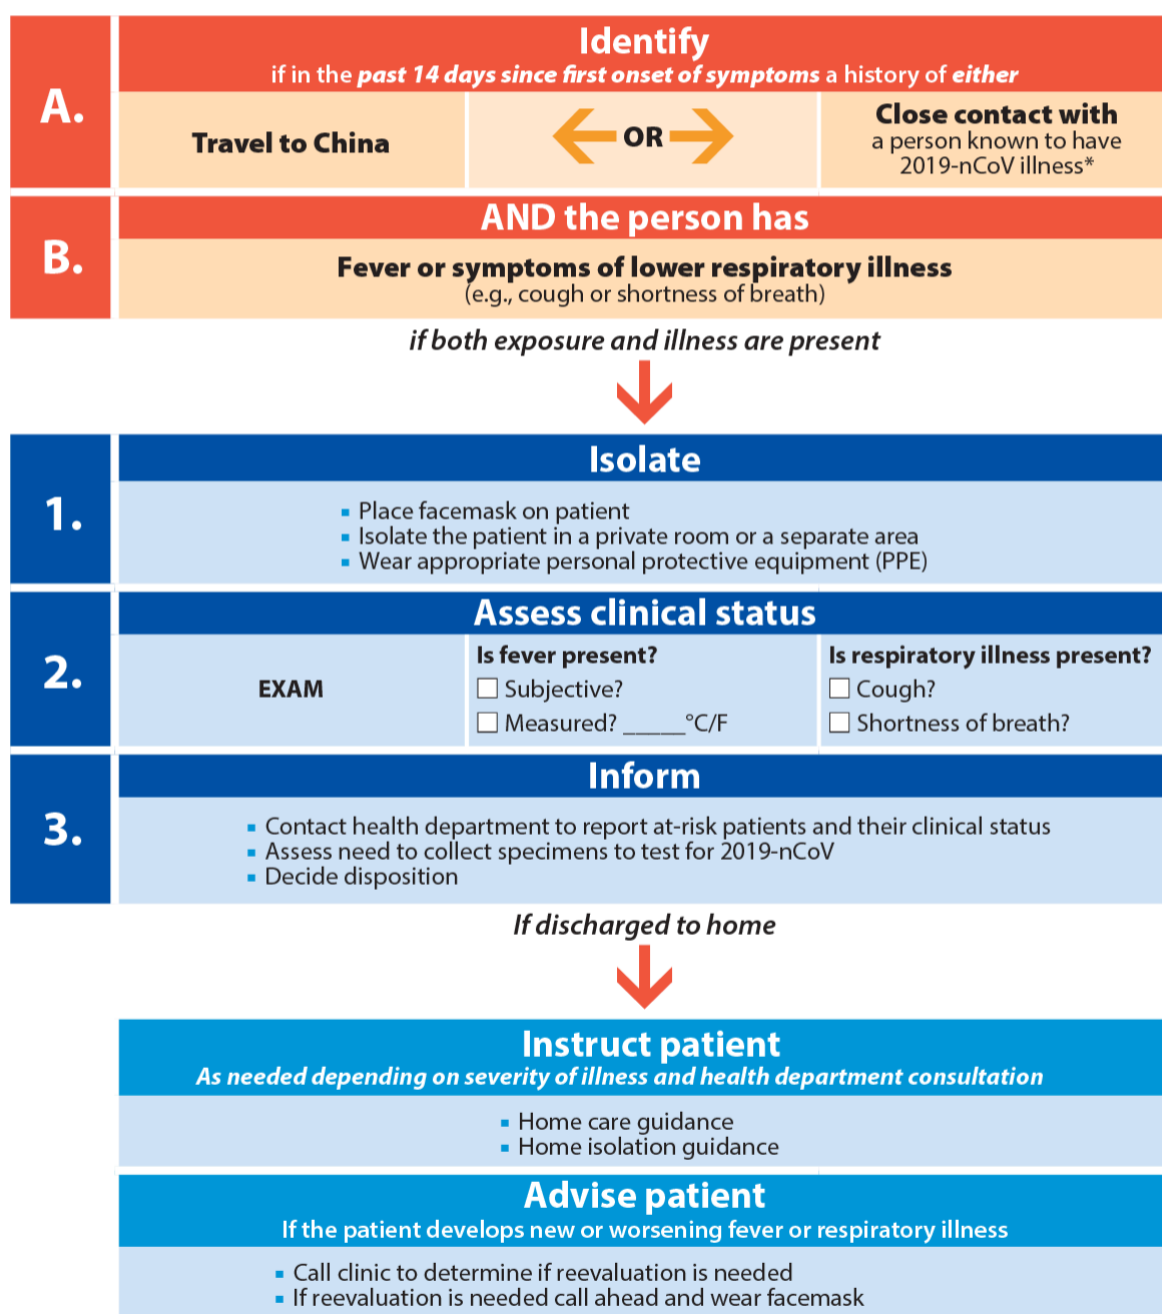 A.
Identify
if in the past 14 days since first onset of symptoms a history of either
Travel to China
OR
Close contact with
a person known to have
2019-nCoV illness*
B.
AND the person has
Fever or symptoms of lower respiratory illness
(e.g., cough or shortness of breath)
if both exposure and illness are present
1.
Isolate
▪ Place facemask on patient
▪ Isolate the patient in a private room or a separate area
▪ Wear appropriate personal protective equipment (PPE)
2.
Assess clinical status
EXAM
Is fever present?
Subjective?
Measured? _____°C/F
Is respiratory illness present?
Cough?
Shortness of breath?
3.
Inform
▪ Contact health department to report at-risk patients and their clinical status
▪ Assess need to collect specimens to test for 2019-nCoV
▪ Decide disposition
If discharged to home
Instruct patient
As needed depending on severity of illness and health department consultation
▪ Home care guidance
▪ Home isolation guidance
Advise patient
If the patient develops new or worsening fever or respiratory illness
▪ Call clinic to determine if reevaluation is needed
▪ If reevaluation is needed call ahead and wear facemask